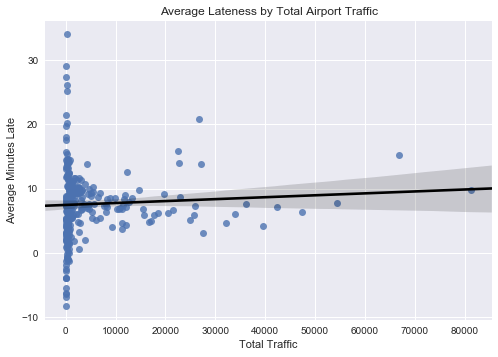 Average Lateness by Total Airport Traffic
30
20
10
0
−10
Average Minutes Late
0 10000 20000 30000 40000 50000 60000 70000 80000
Total Traffic